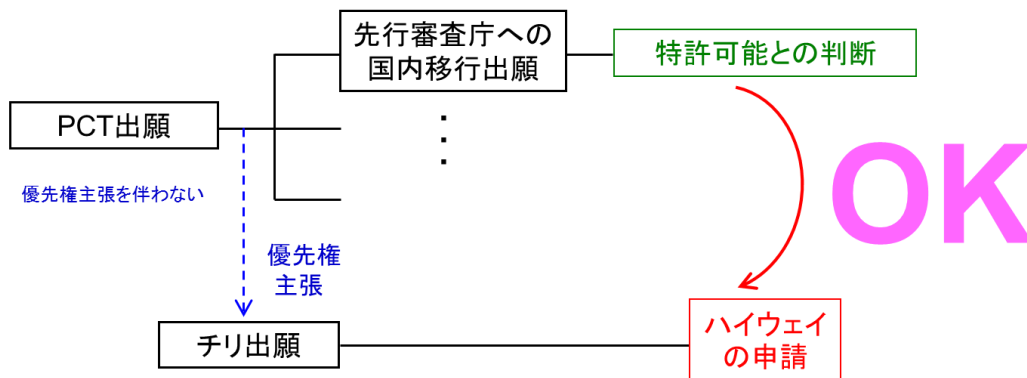 先行審査庁への
国内移行出願
特許可能との判断
PCT出願
優先権主張を伴わない
OK
優先権
主張
チリ出願
ハイウェイ
の申請